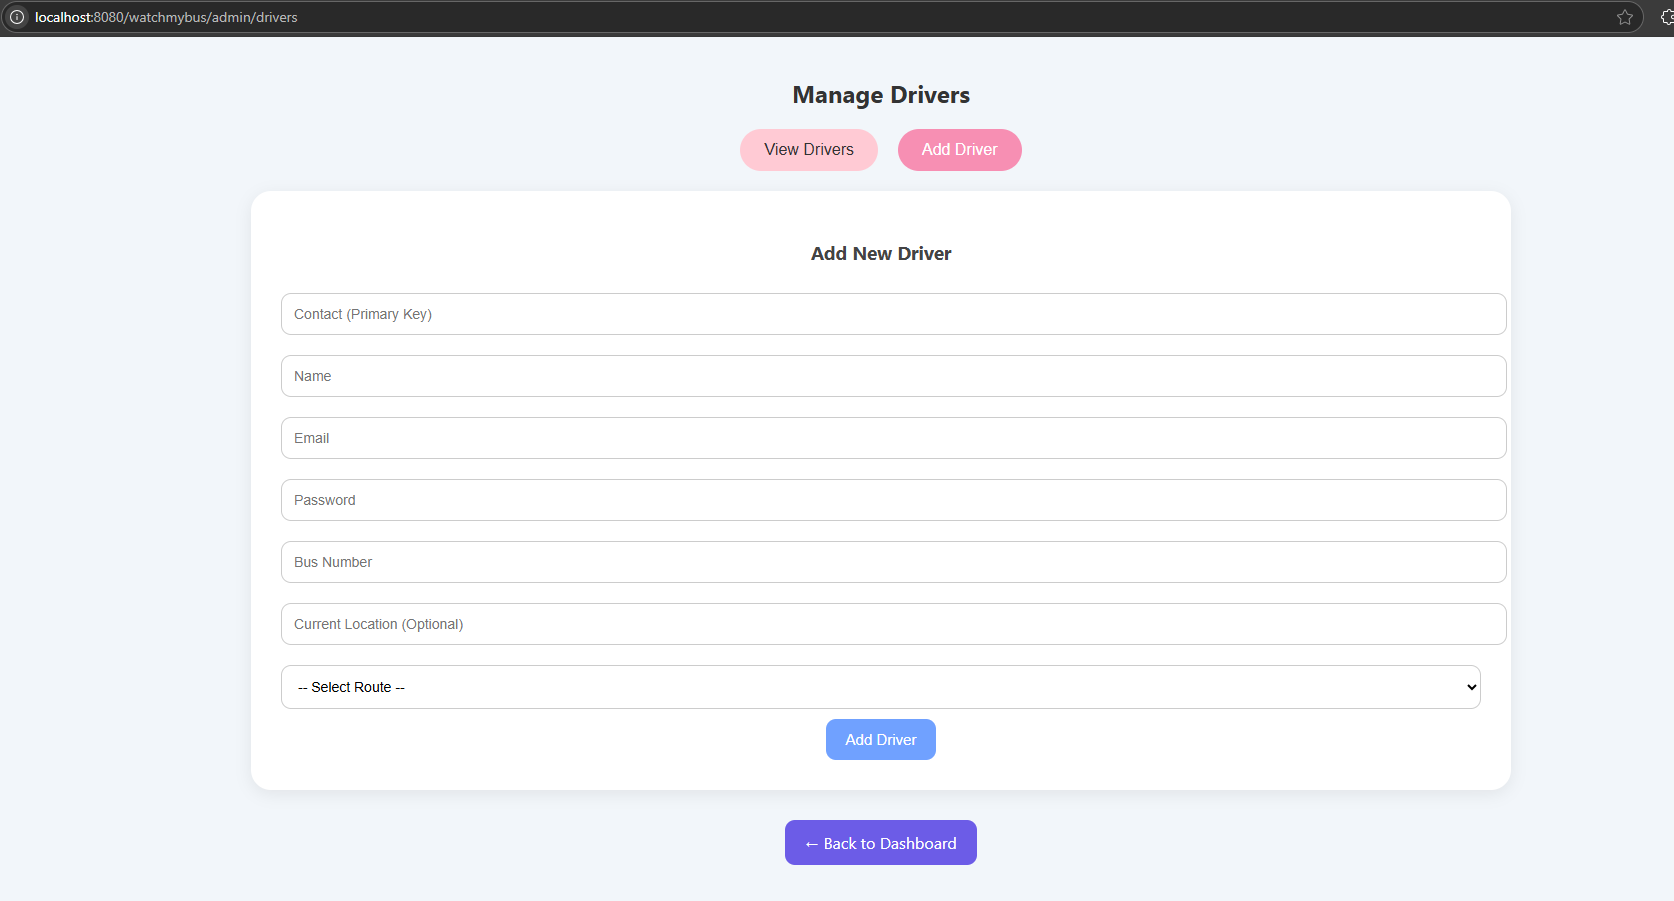 localhost:8080/watchmybus/admin/drivers
Manage Drivers
View Drivers
Add Driver
Add New Driver
Contact (Primary Key)
Name
Email
Password
Bus Number
Current Location (Optional)
-- Select Route --
Add Driver
← Back to Dashboard